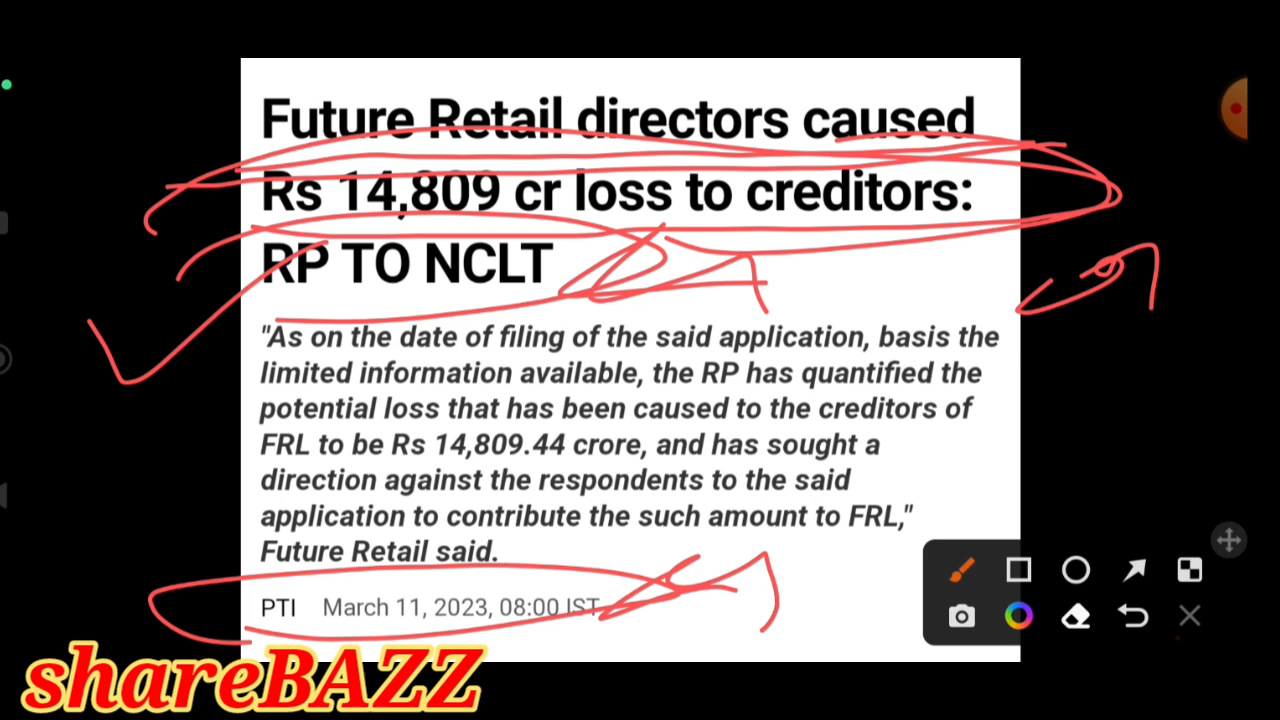 Future Retail directors caused
Rs 14,809 cr loss to creditors:
RP TO NCLT
"As on the date of filing of the said application, basis the
limited information available, the RP has quantified the
potential loss that has been caused to the creditors of
FRL to be Rs 14,809.44 crore, and has sought a
direction against the respondents to the said
application to contribute the such amount to FRL,"
Future Retail said.
PTI March 11, 2023, 08:00 IST
shareBAZZ